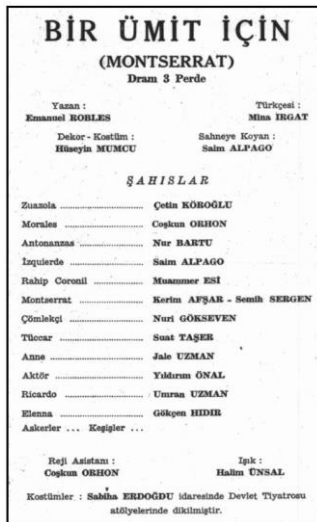 BİR ÜMİT İÇİN
(MONTSERRAT)
Dram 3 Perde
Yazan :
Emanuel ROBLES
Türkçesi :
Mina İRGAT
Dekor - Kostüm :
Hüseyin MUMCU
Sahneye Koyan :
Saim ALPAGO
ŞAHISLAR
Zuazola ........................ Çetin KÖROĞLU
Morales ........................ Coşkun ORHON
Antonanzas ........................ Nur BARTU
İzquierde ........................ Saim ALPAGO
Rahip Coronil ........................ Muammer ESİ
Montserrat ........................ Kerim AFŞAR - Semih SERGEN
Çömlekçi ........................ Nuri GÖKSEVEN
Tüccar ........................ Suat TAŞER
Anne ........................ Jale UZMAN
Aktör ........................ Yıldırım ÖNAL
Ricardo ........................ Umran UZMAN
Elenna ........................ Gökçen HIDIR
Askerler ... Keşişler ...
Reji Asistanı :
Coşkun ORHON
Işık :
Halim ÜNSAL
Kostümler : Sabiha ERDOĞDU idaresinde Devlet Tiyatrosu
atölyelerinde dikilmiştir.